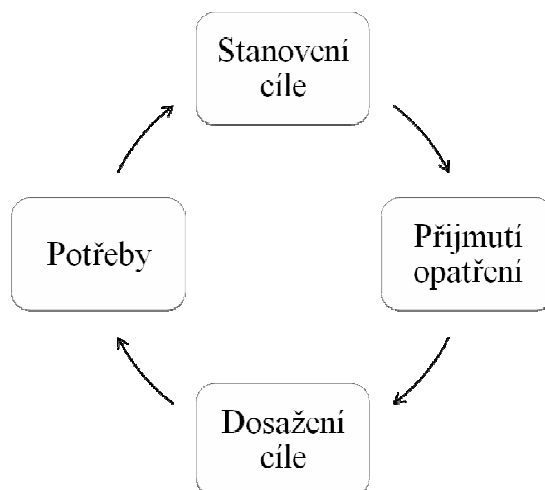 Stanovení
cíle
Potřeby
Přijmutí
opatření
Dosažení
cíle